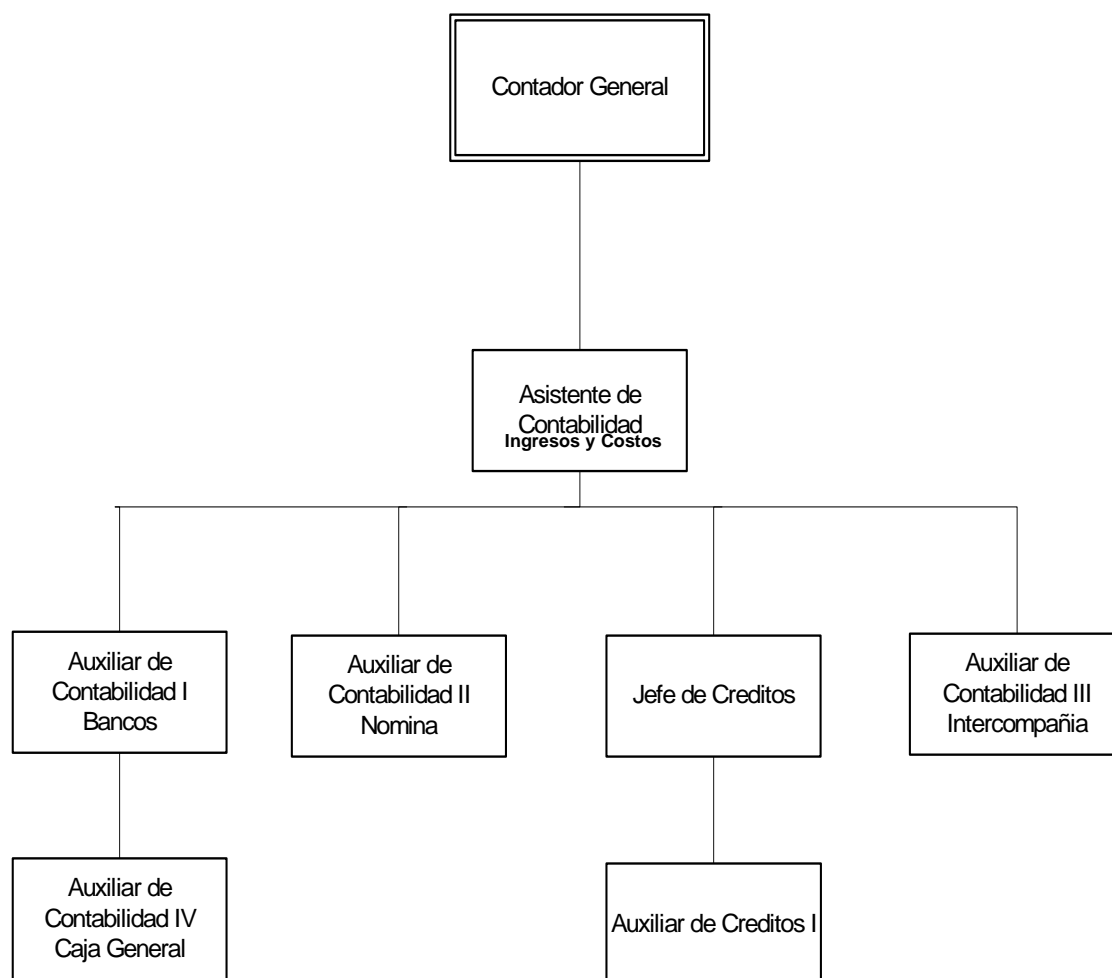 Contador General
Asistente de
Contabilidad
Ingresos y Costos
Auxiliar de
Contabilidad I
Bancos
Auxiliar de
Contabilidad II
Nomina
Jefe de Creditos
Auxiliar de
Contabilidad III
Intercompañia
Auxiliar de
Contabilidad IV
Caja General
Auxiliar de Creditos I